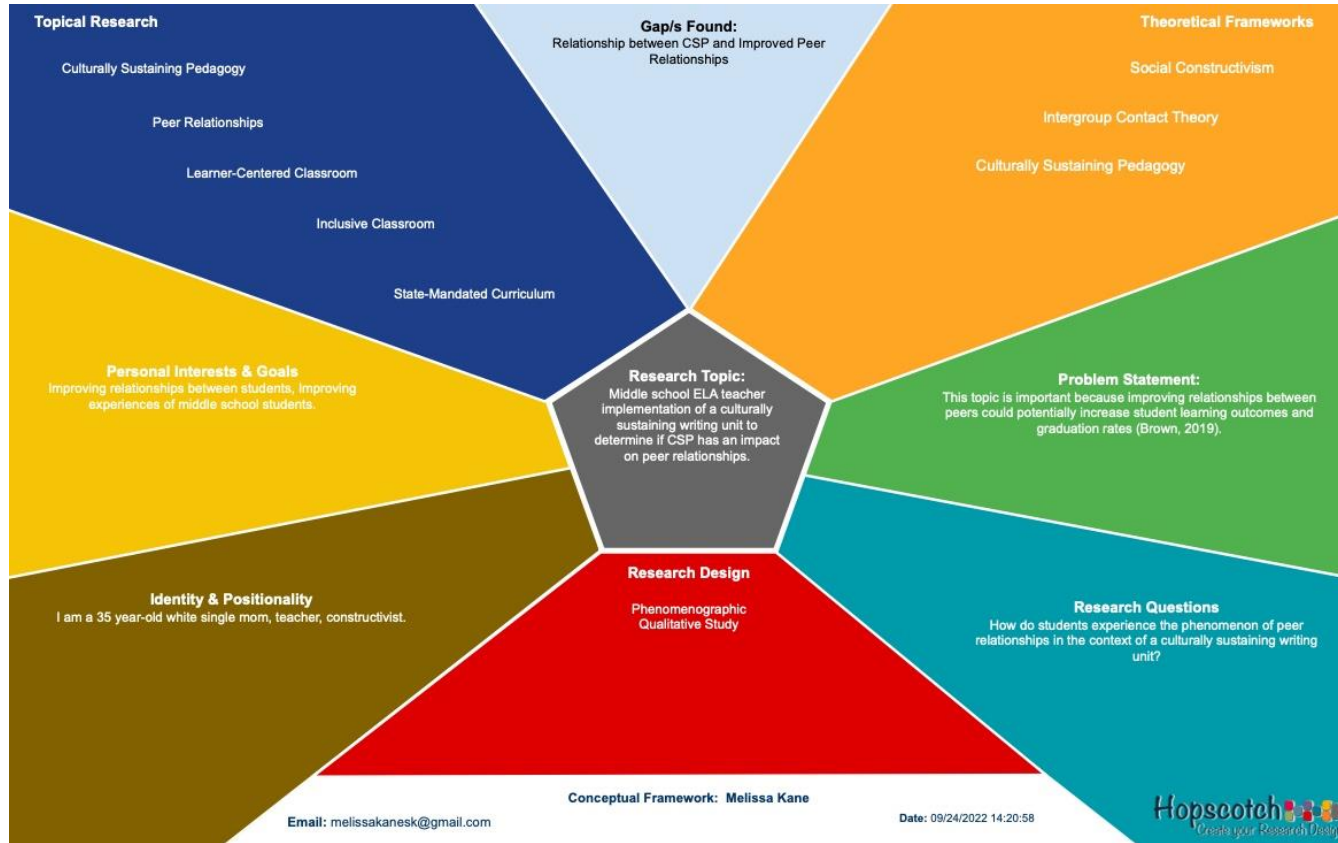 Topical Research
Culturally Sustaining Pedagogy
Peer Relationships
Learner-Centered Classroom
Inclusive Classroom
State-Mandated Curriculum
Gap/s Found:
Relationship between CSP and Improved Peer
Relationships
Theoretical Frameworks
Social Constructivism
Intergroup Contact Theory
Culturally Sustaining Pedagogy
Personal Interests & Goals
Improving relationships between students, Improving
experiences of middle school students.
Research Topic:
Middle school ELA teacher
implementation of a culturally
sustaining writing unit to
determine if CSP has an impact
on peer relationships.
Problem Statement:
This topic is important because improving relationships between
peers could potentially increase student learning outcomes and
graduation rates (Brown, 2019).
Identity & Positionality
I am a 35 year-old white single mom, teacher, constructivist.
Research Design
Phenomenographic
Qualitative Study
Research Questions
How do students experience the phenomenon of peer
relationships in the context of a culturally sustaining writing
unit?
Conceptual Framework: Melissa Kane
Email: melissakanesk@gmail.com
Date: 09/24/2022 14:20:58
Hopscotch
Create your Research Design